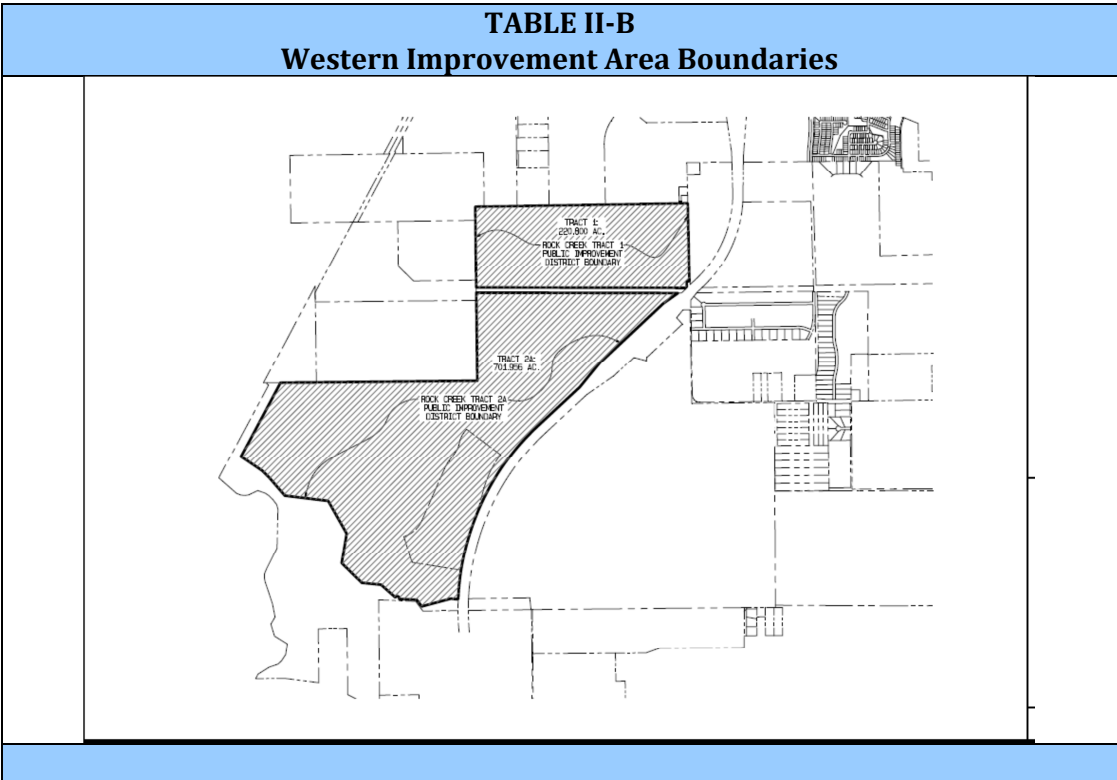 TABLE II-B
Western Improvement Area Boundaries
TRACT 1:
220.800 AC.
ROCK CREEK TRACT 1
PUBLIC IMPROVEMENT
DISTRICT BOUNDARY
TRACT 2A:
701.956 AC.
ROCK CREEK TRACT 2A
PUBLIC IMPROVEMENT
DISTRICT BOUNDARY